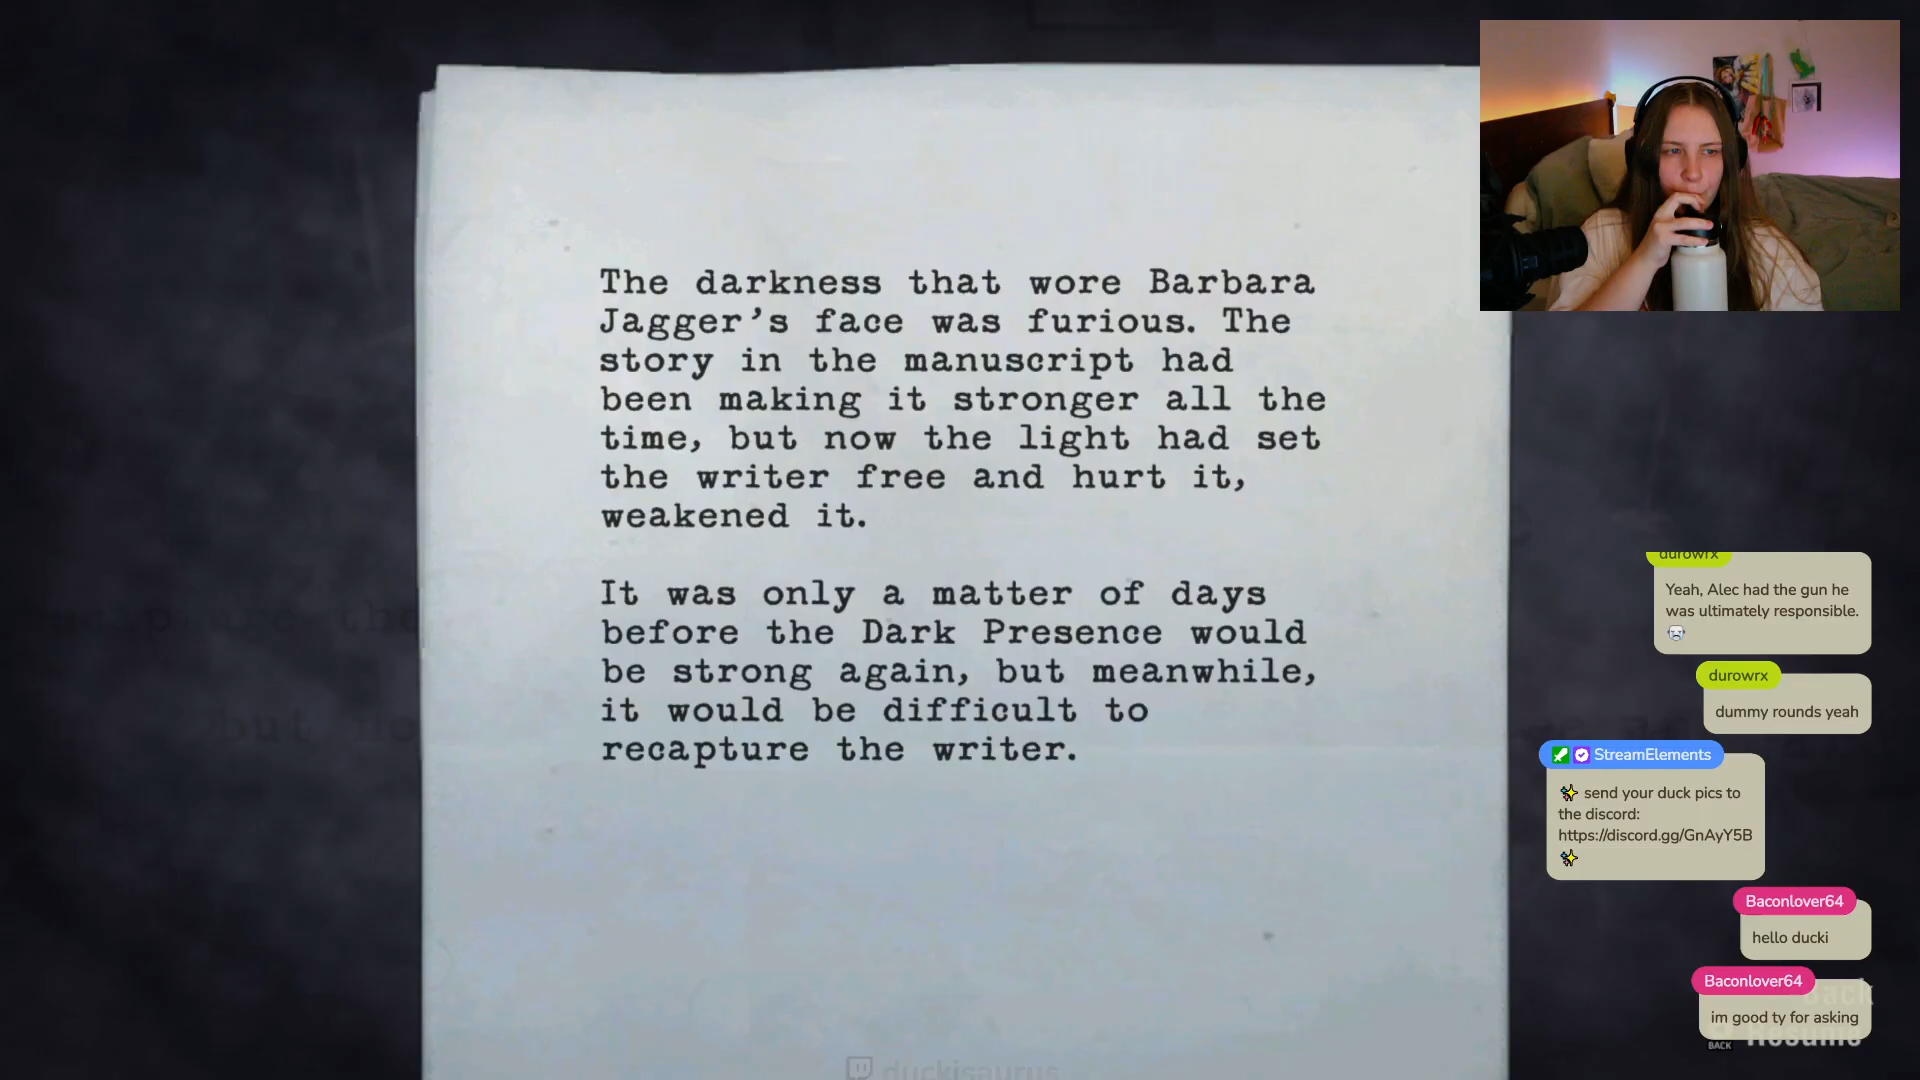 The darkness that wore Barbara
Jagger's face was furious. The
story in the manuscript had
been making it stronger all the
time, but now the light had set
the writer free and hurt it,
weakened it.
It was only a matter of days
before the Dark Presence would
be strong again, but meanwhile,
it would be difficult to
recapture the writer.
durowrx
Yeah, Alec had the gun he
was ultimately responsible.
durowrx
dummy rounds yeah
StreamElements
✨ send your duck pics to
the discord:
https://discord.gg/GnAyY5B
✨
Baconlover64
hello ducki
Baconlover64
im good ty for asking
Back
BACK Resume
duckisaurus